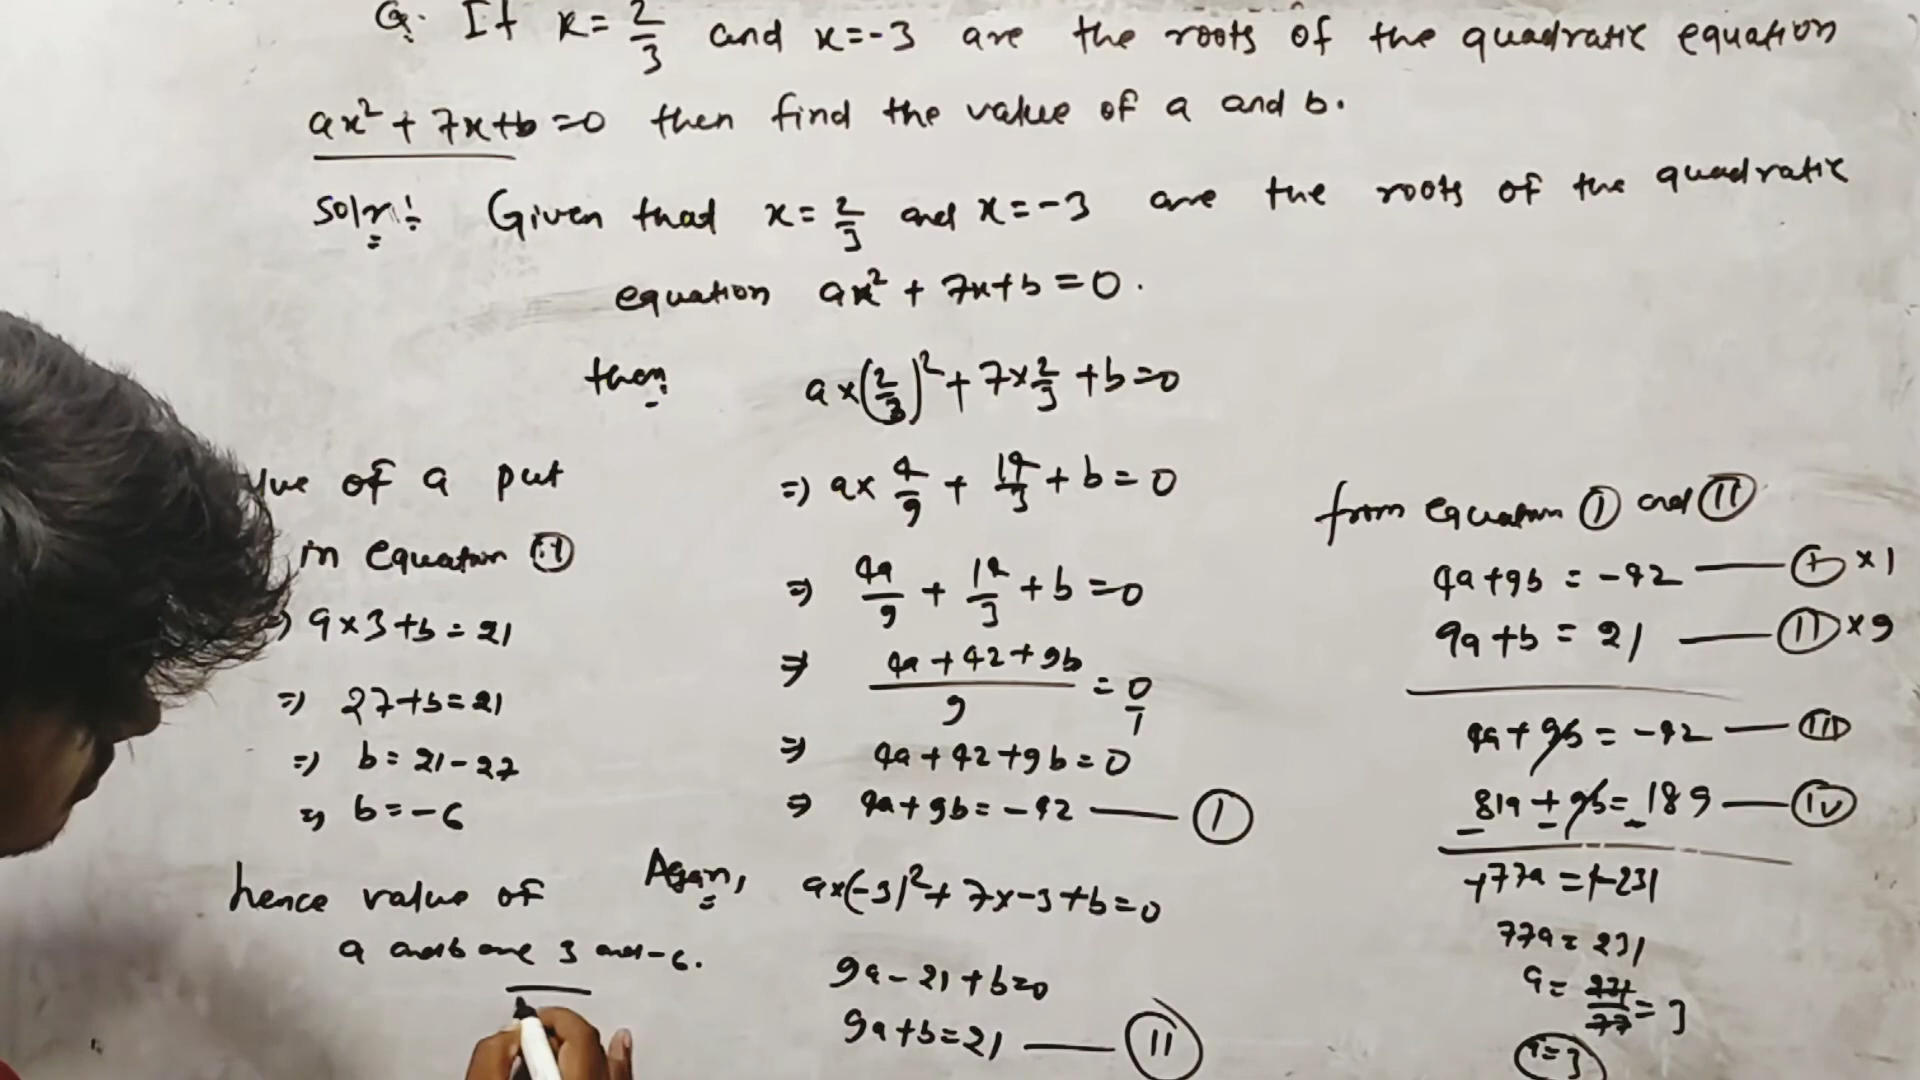 Q. If x = 2/3 and x = -3 are the roots of the quadratic equation
ax² + 7x + b = 0 then find the value of a and b.
Soln: Given that x = 2/3 and x = -3 are the roots of the quadratic
equation ax² + 7x + b = 0.
then, a × (2/3)² + 7 × 2/3 + b = 0
⇒ a × 4/9 + 14/3 + b = 0
⇒ 4a/9 + 14/3 + b = 0
⇒ (4a + 42 + 9b)/9 = 0/1
⇒ 4a + 42 + 9b = 0
⇒ 4a + 9b = -42 —— (I)
Again, a × (-3)² + 7 × -3 + b = 0
9a - 21 + b = 0
9a + b = 21 —— (II)
from equation (I) and (II)
4a + 9b = -42 —— (I) × 1
9a + b = 21 —— (II) × 9
4a + 9b = -42 —— (III)
81a + 9b = 189 —— (IV)
- - -
+77a = +231
77a = 231
a = 231/77 = 3
a = 3
of a put
in equation (II)
⇒ 9 × 3 + b = 21
⇒ 27 + b = 21
⇒ b = 21 - 27
⇒ b = -6
hence value of
a and b are 3 and -6.